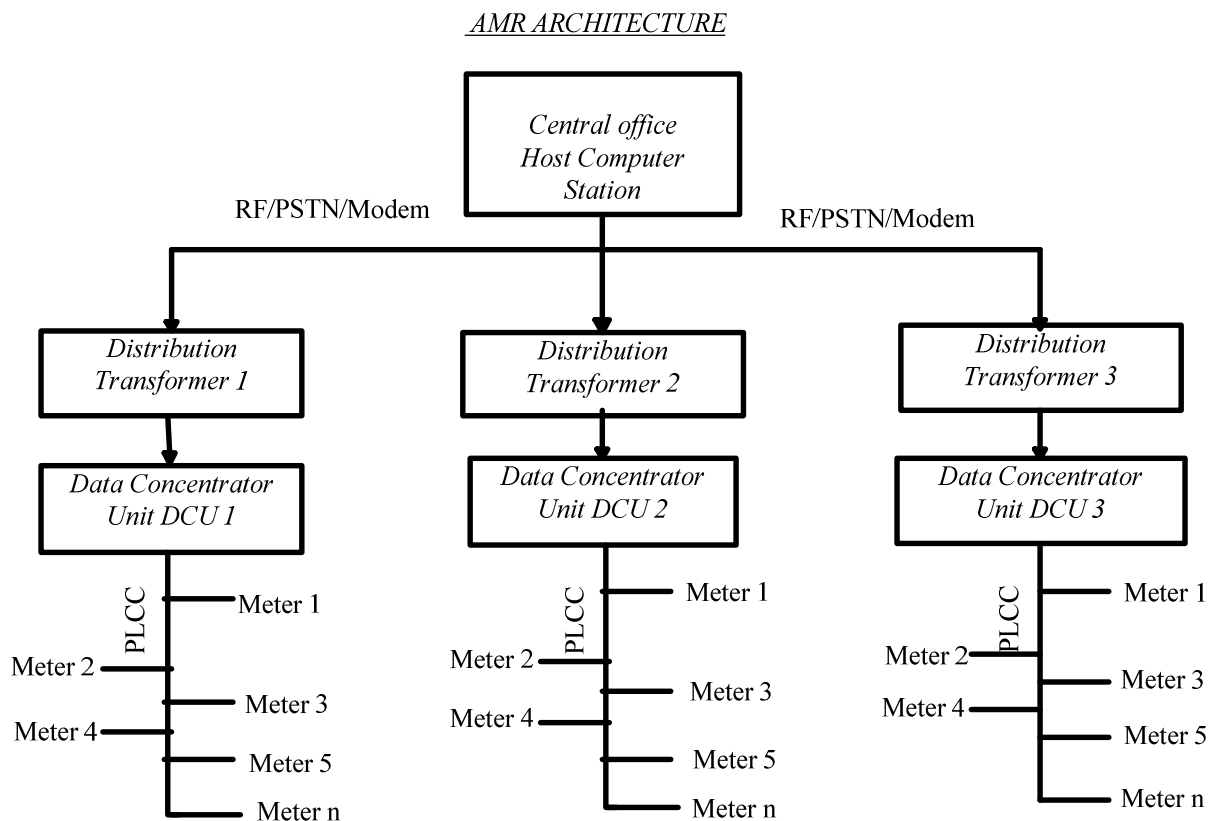 AMR ARCHITECTURE
Central office
Host Computer
Station
RF/PSTN/Modem
RF/PSTN/Modem
Distribution
Transformer 1
Distribution
Transformer 2
Distribution
Transformer 3
Data Concentrator
Unit DCU 1
Data Concentrator
Unit DCU 2
Data Concentrator
Unit DCU 3
PLCC
Meter 1
Meter 2
Meter 3
Meter 4
Meter 5
Meter n
PLCC
Meter 1
Meter 2
Meter 3
Meter 4
Meter 5
Meter n
PLCC
Meter 1
Meter 2
Meter 3
Meter 4
Meter 5
Meter n